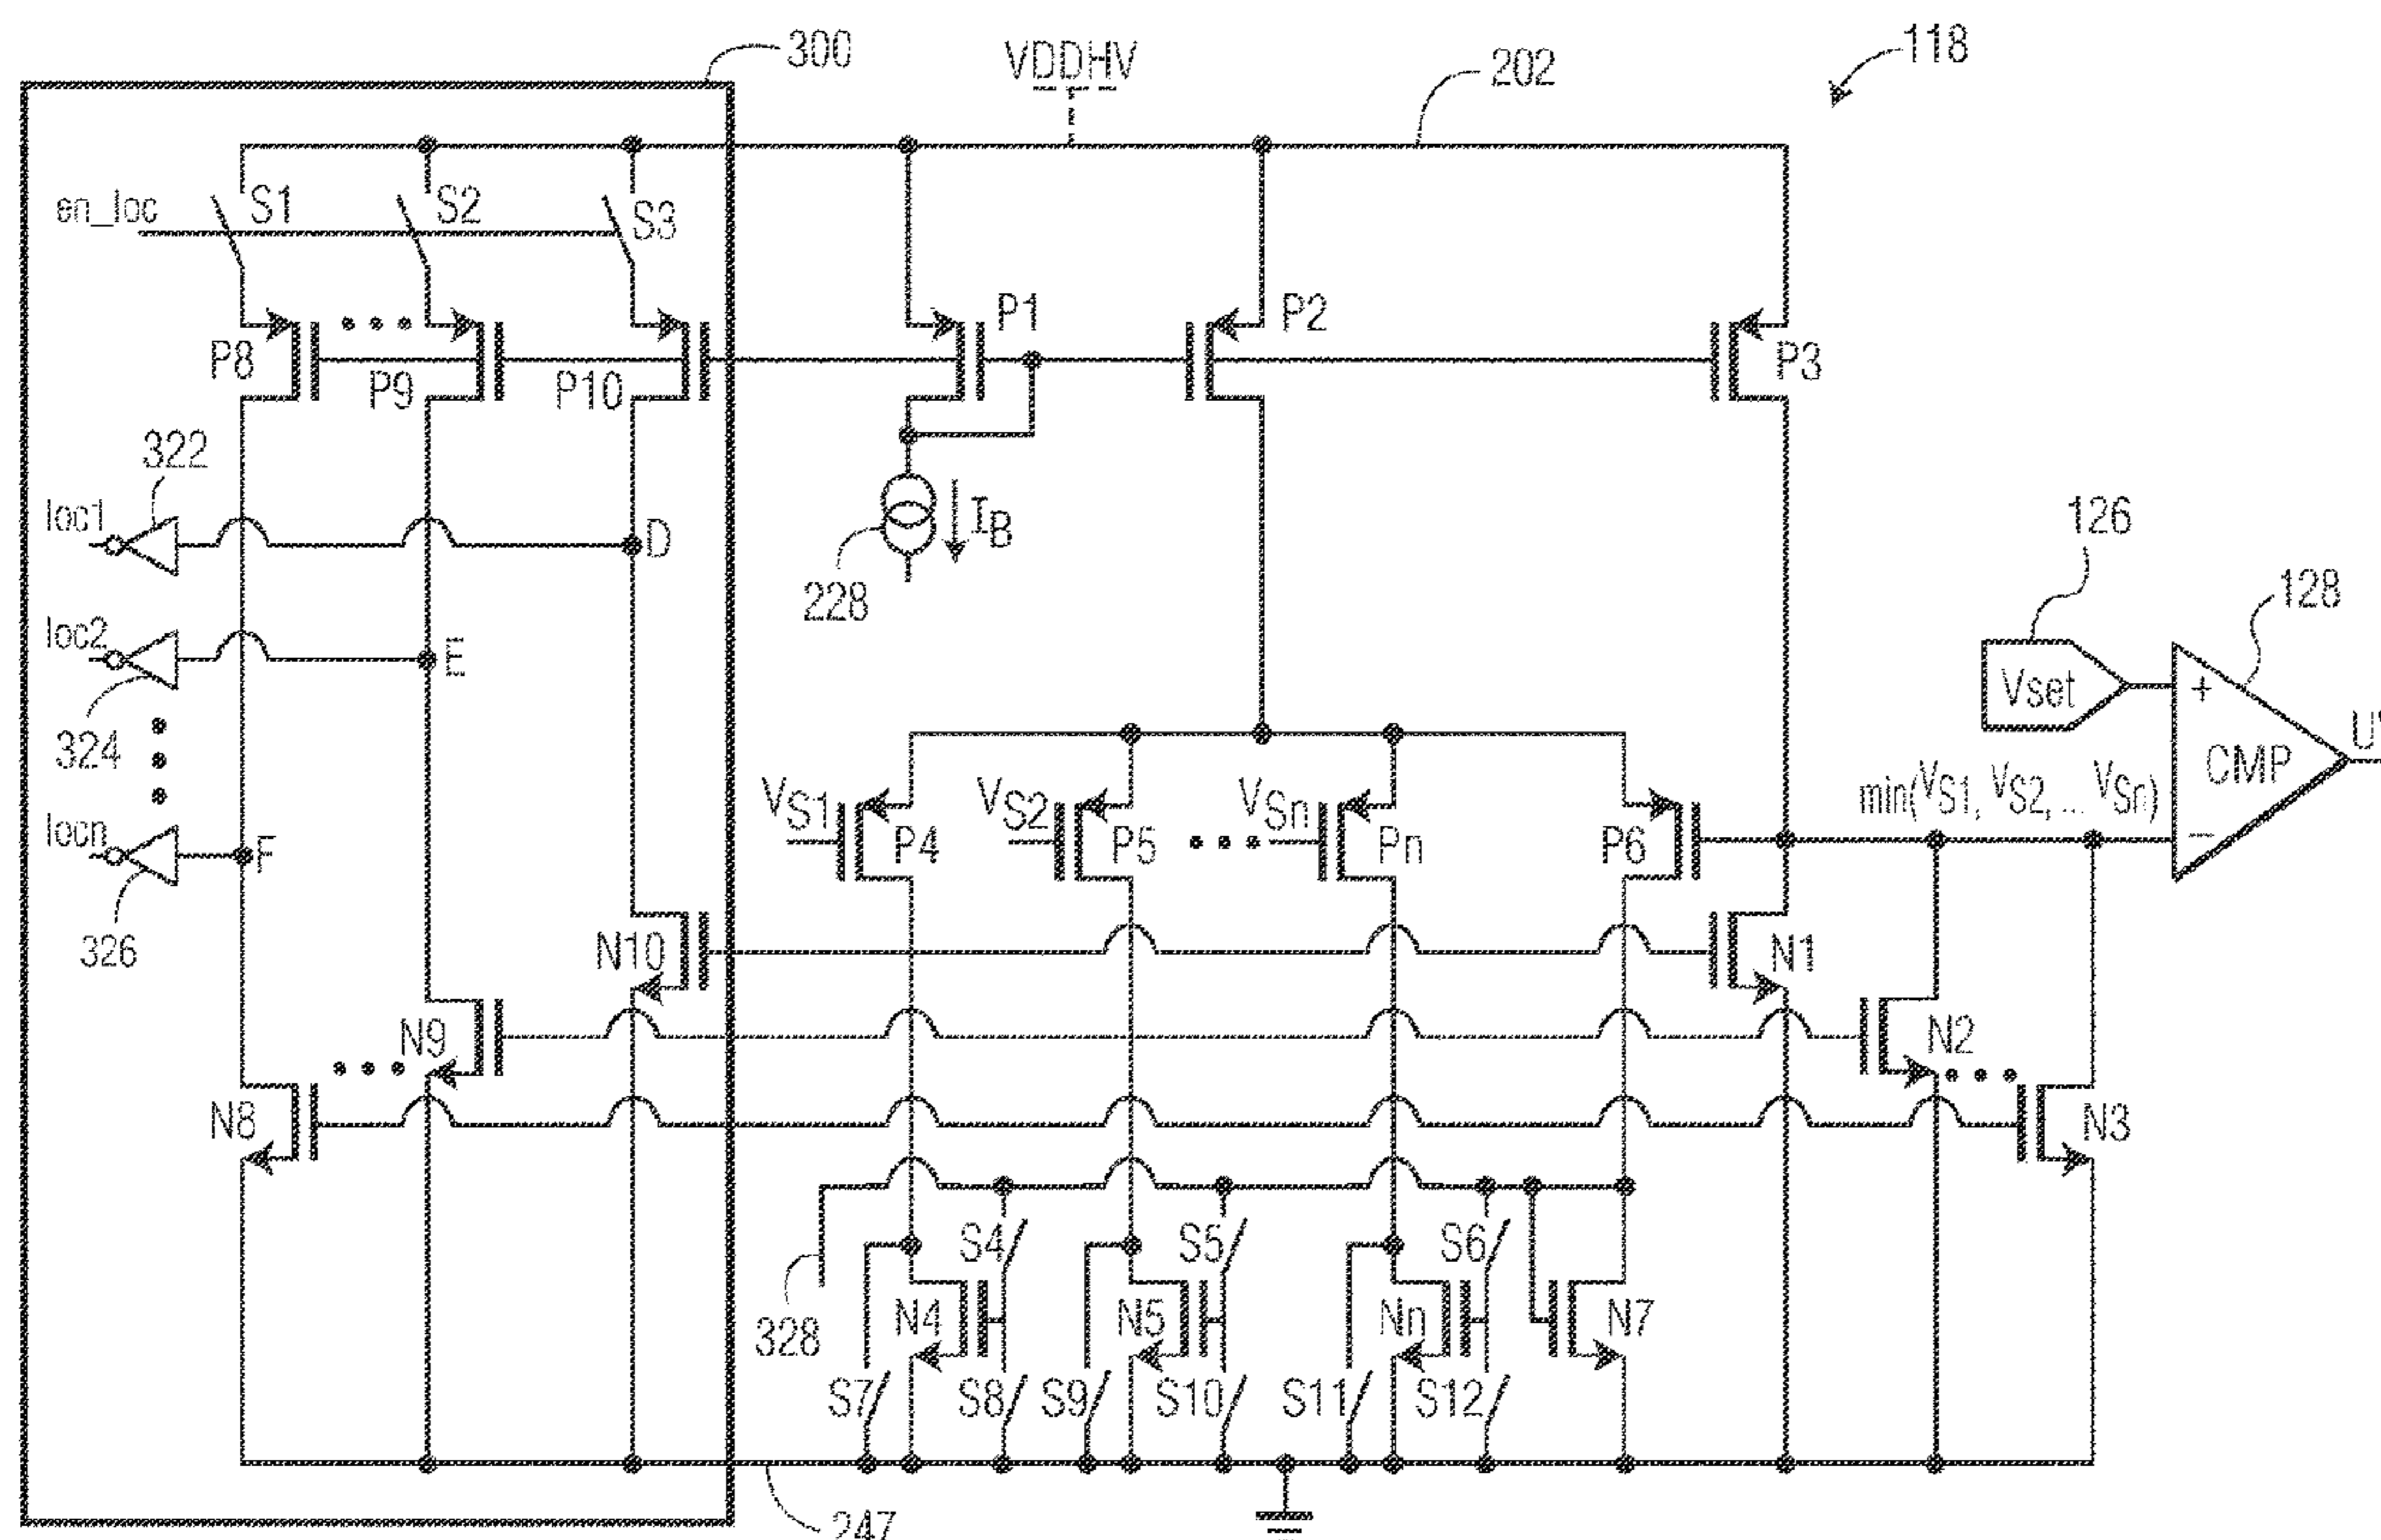 300
VDDHV
202
118
en_loc
S1
S2
S3
P8
P9
P10
P1
P2
P3
322
loc1
D
IB
228
126
128
loc2
E
324
Vset
+
CMP
locn
F
326
VS1
P4
VS2
P5
VSn
Pn
P6
min(VS1, VS2, ... VSn)
−
N10
N1
N9
N2
N8
N3
S4
S5
S6
328
N4
N5
Nn
N7
S7
S8
S9
S10
S11
S12
247